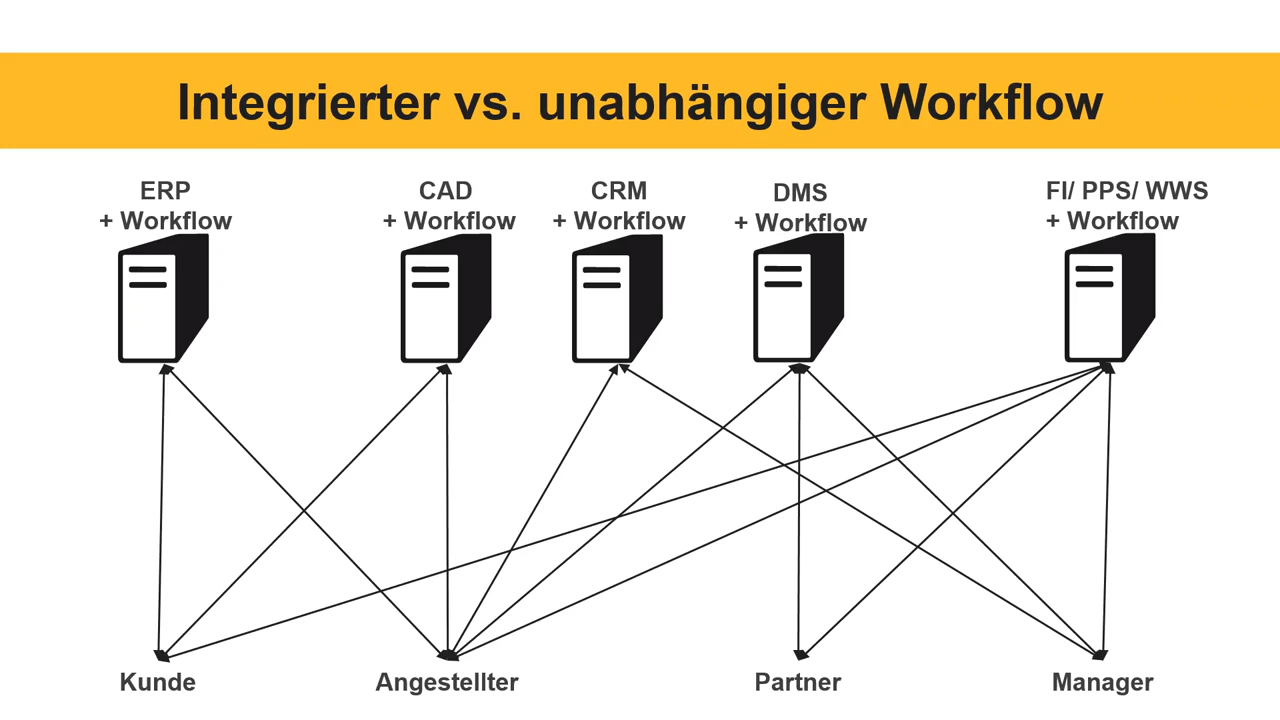 Integrierter vs. unabhängiger Workflow
ERP
+ Workflow
CAD
+ Workflow
CRM
+ Workflow
DMS
+ Workflow
FI/ PPS/ WWS
+ Workflow
Kunde
Angestellter
Partner
Manager